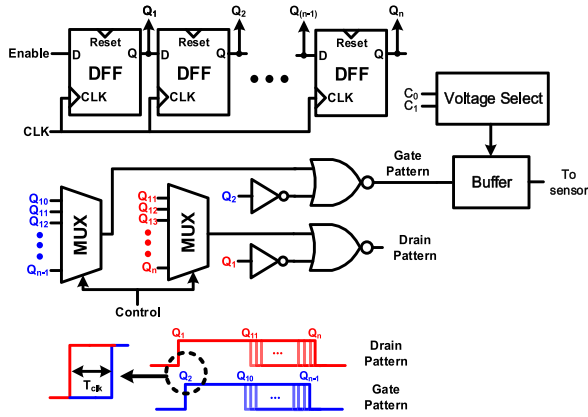 Q1 Q2 Q(n-1) Qn
Reset Reset Reset
Enable D Q D Q D Q
DFF DFF DFF
CLK CLK CLK
CLK
C0
C1
Voltage Select
Gate
Pattern
Buffer
To
sensor
Q10
Q11
Q12
Qn-1
MUX
Q11
Q12
Q13
Qn
MUX
Q2
Q1
Drain
Pattern
Control
Q1 Q11 Qn
...
Drain
Pattern
Tclk
Q2 Q10 Qn-1
...
Gate
Pattern